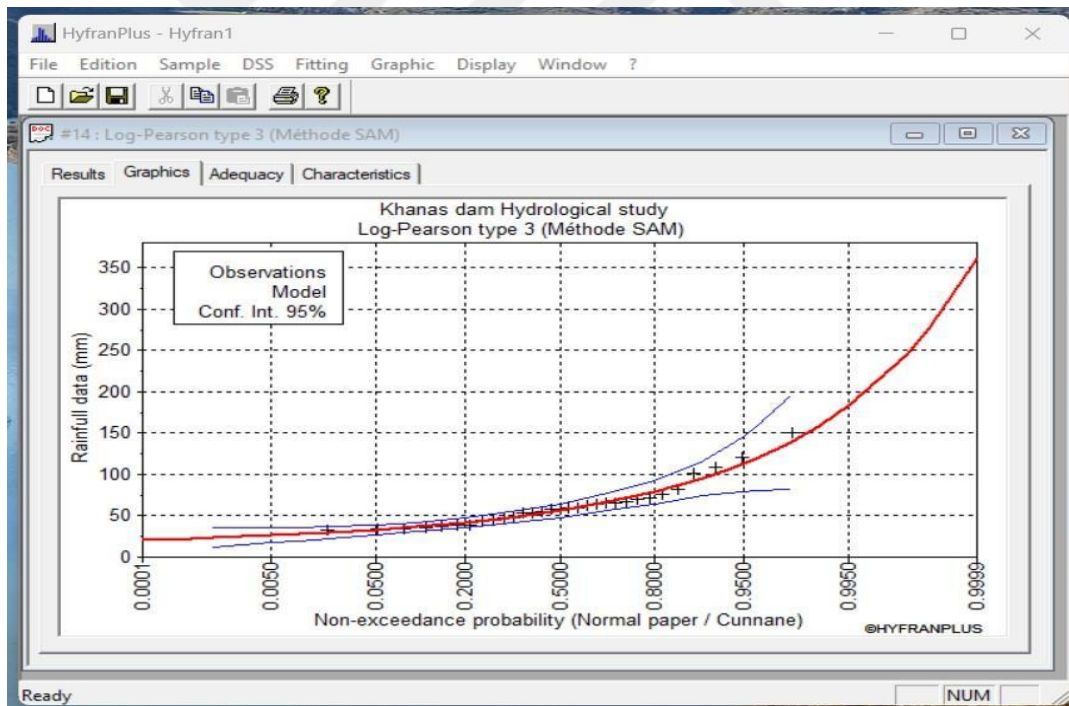 HyfranPlus - Hyfran1
File Edition Sample DSS Fitting Graphic Display Window ?
#14 : Log-Pearson type 3 (Méthode SAM)
Results Graphics Adequacy Characteristics
Khanas dam Hydrological study
Log-Pearson type 3 (Méthode SAM)
Observations
Model
Conf. Int. 95%
350
300
250
200
150
100
50
0
Rainfull data (mm)
0.0001 0.0050 0.0500 0.2000 0.5000 0.8000 0.9500 0.9950 0.9999
Non-exceedance probability (Normal paper / Cunnane)
©HYFRANPLUS
Ready NUM